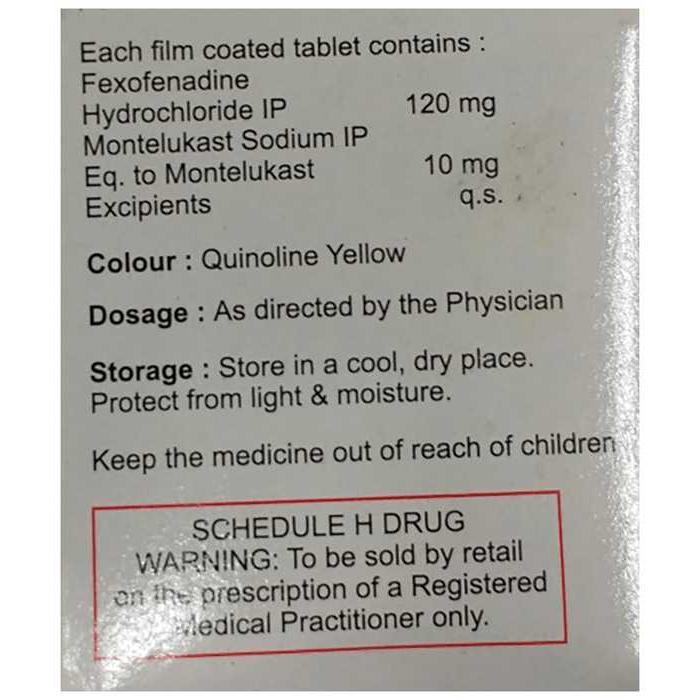 Each film coated tablet contains :
Fexofenadine
Hydrochloride IP 120 mg
Montelukast Sodium IP
Eq. to Montelukast 10 mg
Excipients q.s.
Colour : Quinoline Yellow
Dosage : As directed by the Physician
Storage : Store in a cool, dry place.
Protect from light & moisture.
Keep the medicine out of reach of children
SCHEDULE H DRUG
WARNING: To be sold by retail
on the prescription of a Registered
Medical Practitioner only.